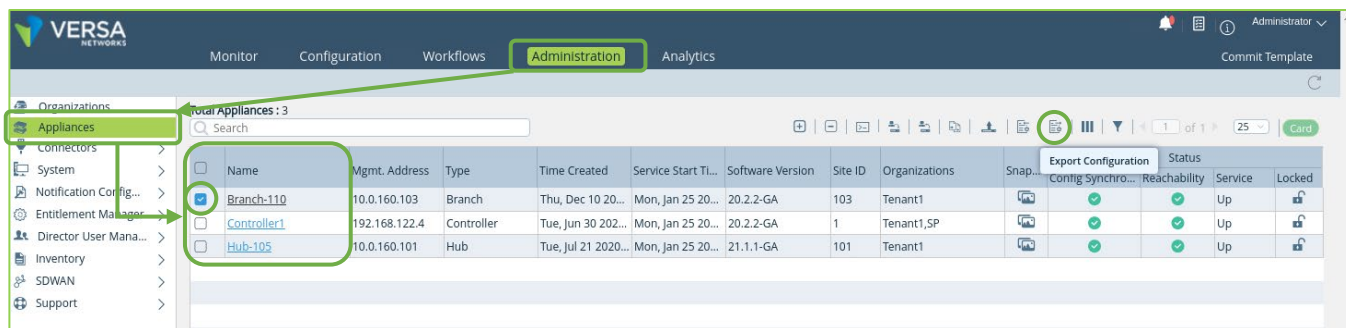 VERSA
NETWORKS
Administrator
Monitor Configuration Workflows Administration Analytics Commit Template
Organizations
Appliances
Connectors
System
Notification Config...
Entitlement Manager
Director User Mana...
Inventory
SDWAN
Support
Total Appliances : 3
Search
1 of 1 25 Card
Export Configuration
Name Mgmt. Address Type Time Created Service Start Ti... Software Version Site ID Organizations Snap... Status
Config Synchro... Reachability Service Locked
Branch-110 10.0.160.103 Branch Thu, Dec 10 20... Mon, Jan 25 20... 20.2.2-GA 103 Tenant1 Up
Controller1 192.168.122.4 Controller Tue, Jun 30 202... Mon, Jan 25 20... 20.2.2-GA 1 Tenant1,SP Up
Hub-105 10.0.160.101 Hub Tue, Jul 21 2020... Mon, Jan 25 20... 21.1.1-GA 101 Tenant1 Up